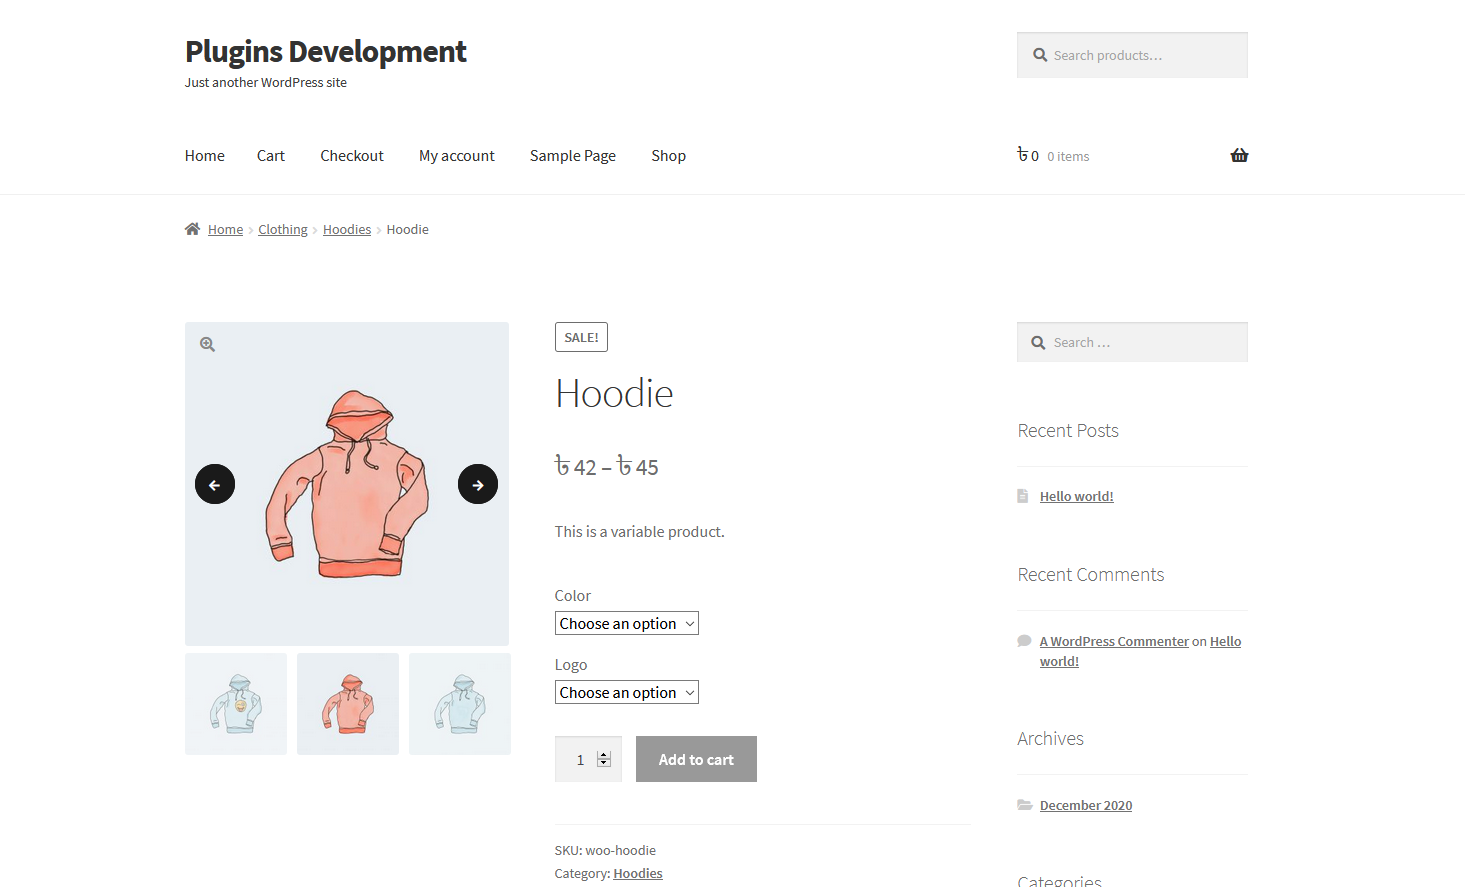 Plugins Development
Just another WordPress site
Search products…
Home Cart Checkout My account Sample Page Shop
৳ 0 0 items
Home › Clothing › Hoodies › Hoodie
SALE!
Hoodie
৳ 42 – ৳ 45
This is a variable product.
Color
Choose an option
Logo
Choose an option
1 Add to cart
SKU: woo-hoodie
Category: Hoodies
Search …
Recent Posts
Hello world!
Recent Comments
A WordPress Commenter on Hello
world!
Archives
December 2020
Categories